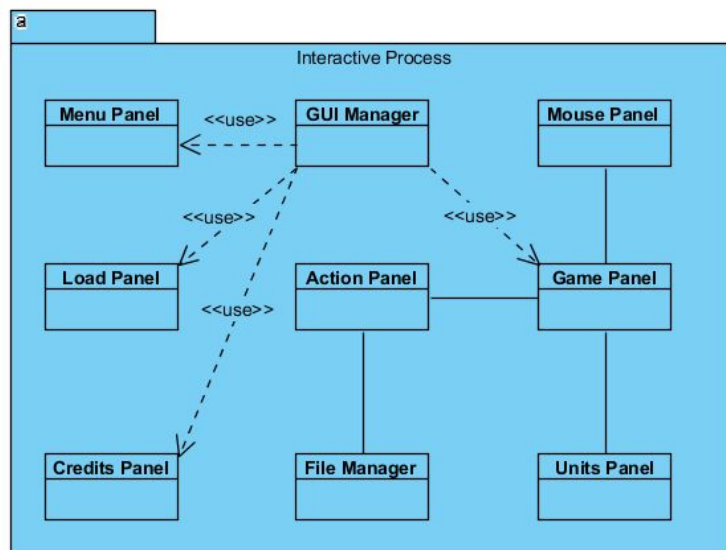 a
Interactive Process
Menu Panel
<<use>>
GUI Manager
Mouse Panel
<<use>>
<<use>>
Load Panel
Action Panel
Game Panel
<<use>>
Credits Panel
File Manager
Units Panel